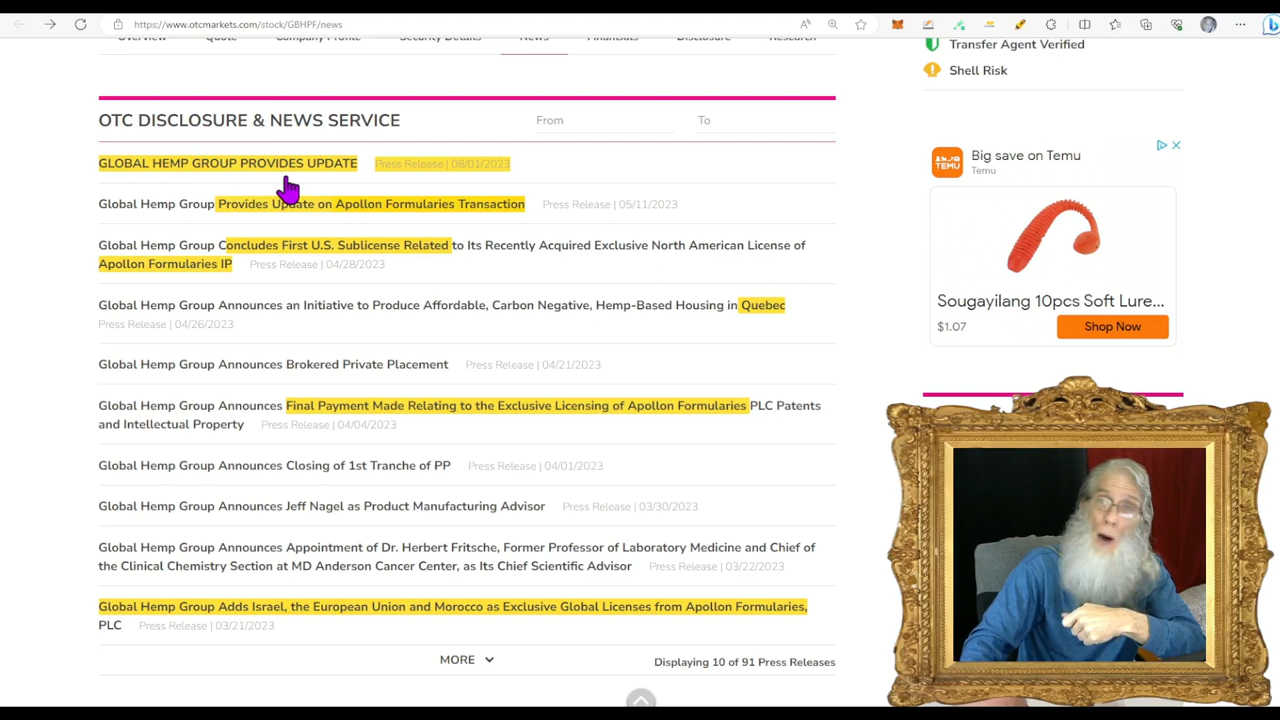 https://www.otcmarkets.com/stock/GBHPF/news
Overview Quote Company Profile Security Details News Financials Disclosure Research
Transfer Agent Verified
Shell Risk
OTC DISCLOSURE & NEWS SERVICE From To
GLOBAL HEMP GROUP PROVIDES UPDATE Press Release | 08/01/2023
Global Hemp Group Provides Update on Apollon Formularies Transaction Press Release | 05/11/2023
Global Hemp Group Concludes First U.S. Sublicense Related to Its Recently Acquired Exclusive North American License of
Apollon Formularies IP Press Release | 04/28/2023
Global Hemp Group Announces an Initiative to Produce Affordable, Carbon Negative, Hemp-Based Housing in Quebec
Press Release | 04/26/2023
Global Hemp Group Announces Brokered Private Placement Press Release | 04/21/2023
Global Hemp Group Announces Final Payment Made Relating to the Exclusive Licensing of Apollon Formularies PLC Patents
and Intellectual Property Press Release | 04/04/2023
Global Hemp Group Announces Closing of 1st Tranche of PP Press Release | 04/01/2023
Global Hemp Group Announces Jeff Nagel as Product Manufacturing Advisor Press Release | 03/30/2023
Global Hemp Group Announces Appointment of Dr. Herbert Fritsche, Former Professor of Laboratory Medicine and Chief of
the Clinical Chemistry Section at MD Anderson Cancer Center, as Its Chief Scientific Advisor Press Release | 03/22/2023
Global Hemp Group Adds Israel, the European Union and Morocco as Exclusive Global Licenses from Apollon Formularies,
PLC Press Release | 03/21/2023
MORE
Displaying 10 of 91 Press Releases
TEMU
Big save on Temu
Temu
Sougayilang 10pcs Soft Lure...
$1.07 Shop Now